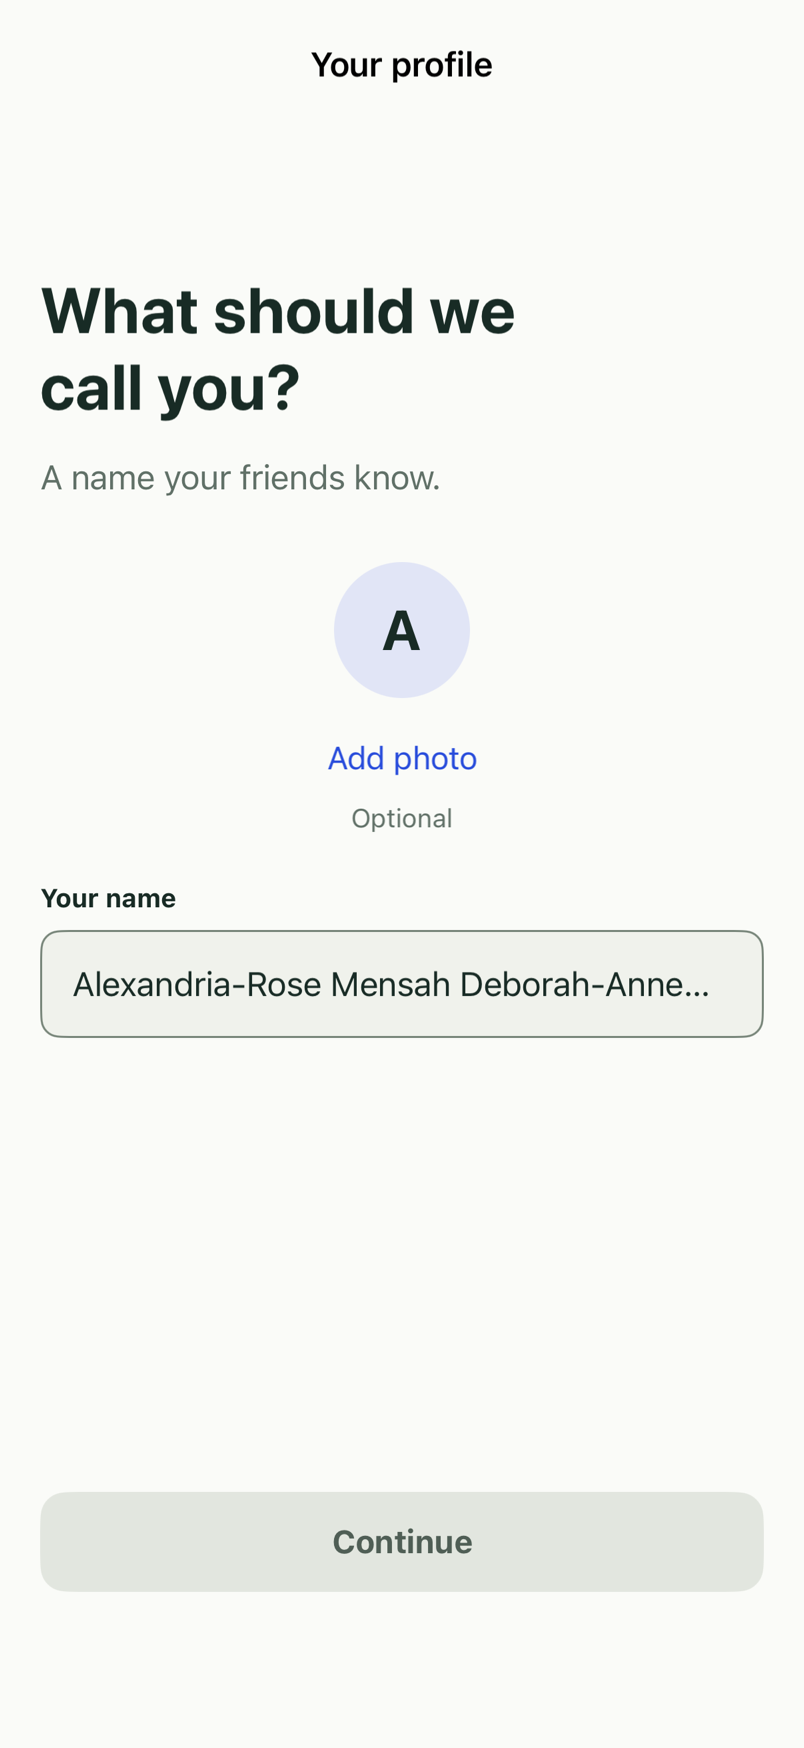 Your profile
What should we
call you?
A name your friends know.
A
Add photo
Optional
Your name
Alexandria-Rose Mensah Deborah-Anne...
Continue